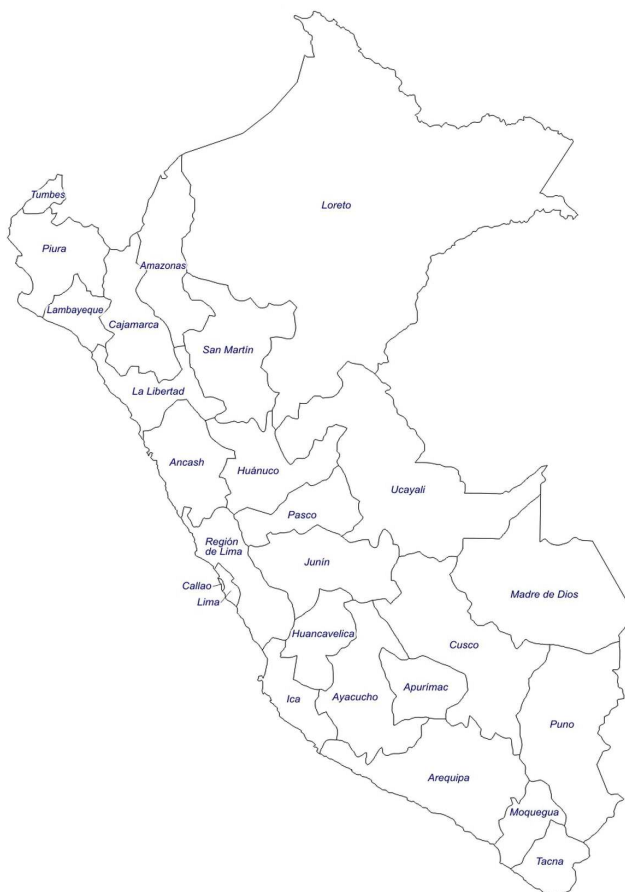 Loreto
Tumbes
Piura
Amazonas
Lambayeque
Cajamarca
San Martín
La Libertad
Ancash
Huánuco
Ucayali
Pasco
Región
de Lima
Junín
Callao
Lima
Madre de Dios
Huancavelica
Cusco
Ica
Ayacucho
Apurímac
Puno
Arequipa
Moquegua
Tacna